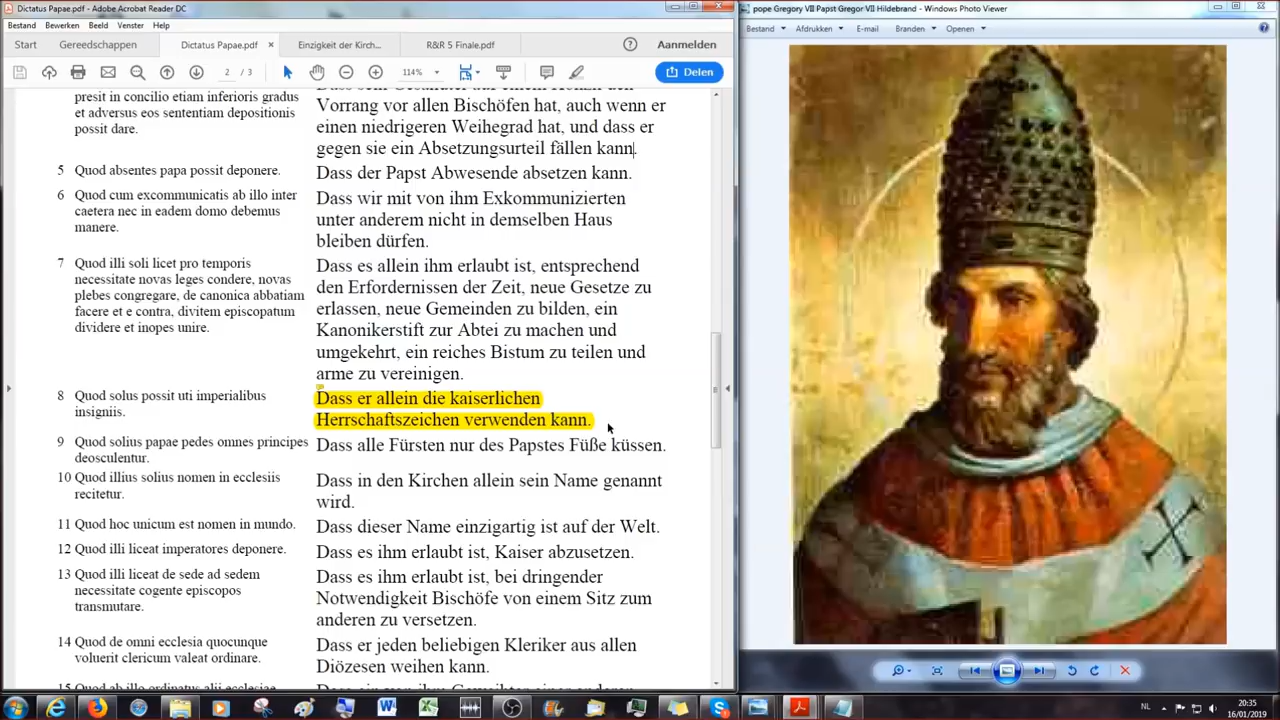 Dictatus Papae.pdf - Adobe Acrobat Reader DC
Bestand Bewerken Beeld Venster Help
Start Gereedschappen Dictatus Papae.pdf × Einzigkeit der Kirch... R&R 5 Finale.pdf Aanmelden
2 / 3 114% Delen
presit in concilio etiam inferioris gradus
et adversus eos sententiam depositionis
possit dare.
Vorrang vor allen Bischöfen hat, auch wenn er
einen niedrigeren Weihegrad hat, und dass er
gegen sie ein Absetzungsurteil fällen kann.
5 Quod absentes papa possit deponere.
Dass der Papst Abwesende absetzen kann.
6 Quod cum excommunicatis ab illo inter
caetera nec in eadem domo debemus
manere.
Dass wir mit von ihm Exkommunizierten
unter anderem nicht in demselben Haus
bleiben dürfen.
7 Quod illi soli licet pro temporis
necessitate novas leges condere, novas
plebes congregare, de canonica abbatiam
facere et e contra, divitem episcopatum
dividere et inopes unire.
Dass es allein ihm erlaubt ist, entsprechend
den Erfordernissen der Zeit, neue Gesetze zu
erlassen, neue Gemeinden zu bilden, ein
Kanonikerstift zur Abtei zu machen und
umgekehrt, ein reiches Bistum zu teilen und
arme zu vereinigen.
8 Quod solus possit uti imperialibus
insigniis.
Dass er allein die kaiserlichen
Herrschaftszeichen verwenden kann.
9 Quod solius papae pedes omnes principes
deosculentur.
Dass alle Fürsten nur des Papstes Füße küssen.
10 Quod illius solius nomen in ecclesiis
recitetur.
Dass in den Kirchen allein sein Name genannt
wird.
11 Quod hoc unicum est nomen in mundo.
Dass dieser Name einzigartig ist auf der Welt.
12 Quod illi liceat imperatores deponere.
Dass es ihm erlaubt ist, Kaiser abzusetzen.
13 Quod illi liceat de sede ad sedem
necessitate cogente episcopos
transmutare.
Dass es ihm erlaubt ist, bei dringender
Notwendigkeit Bischöfe von einem Sitz zum
anderen zu versetzen.
14 Quod de omni ecclesia quocunque
voluerit clericum valeat ordinare.
Dass er jeden beliebigen Kleriker aus allen
Diözesen weihen kann.
pope Gregory VII Papst Gregor VII Hildebrand - Windows Photo Viewer
Bestand Afdrukken E-mail Branden Openen
NL 20:35
16/01/2019